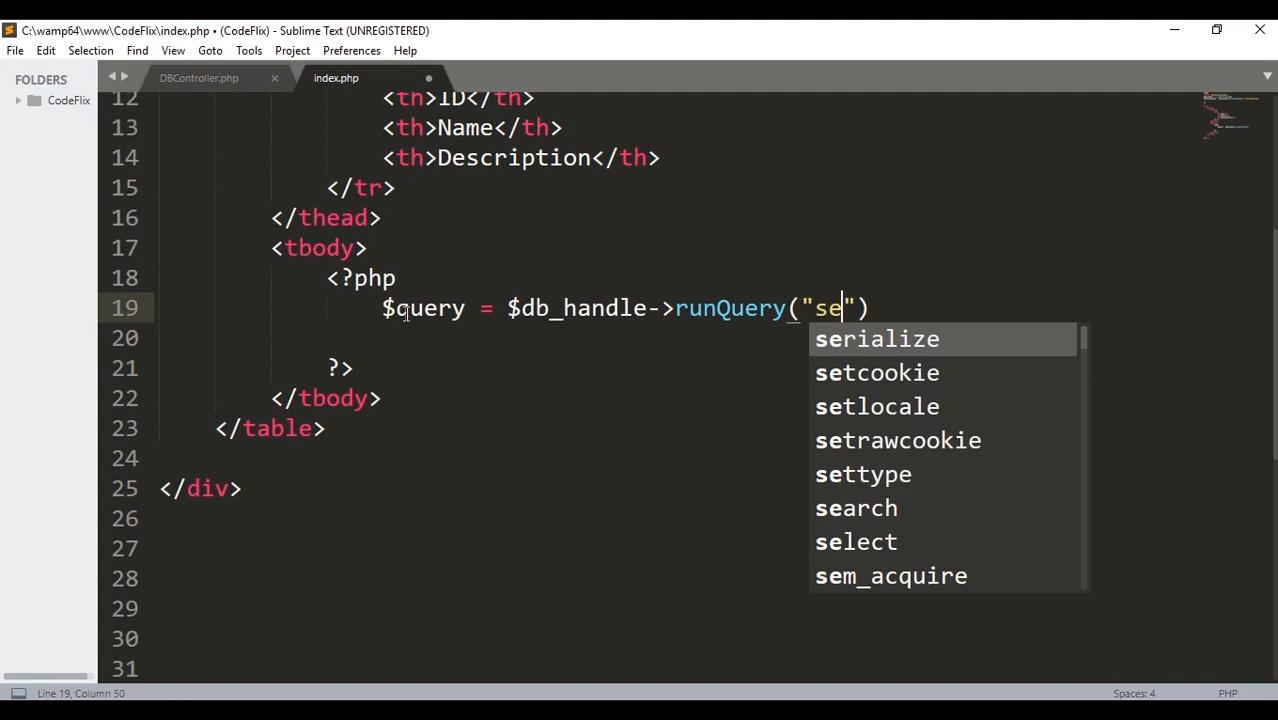 C:\wamp64\www\CodeFlix\index.php • (CodeFlix) - Sublime Text (UNREGISTERED)
File Edit Selection Find View Goto Tools Project Preferences Help
FOLDERS
CodeFlix
DBController.php index.php
12 <th>ID</th>
13 <th>Name</th>
14 <th>Description</th>
15 </tr>
16 </thead>
17 <tbody>
18 <?php
19 $query = $db_handle->runQuery("se")
20
21 ?>
22 </tbody>
23 </table>
24
25 </div>
26
27
28
29
30
31
serialize
setcookie
setlocale
setrawcookie
settype
search
select
sem_acquire
Line 19, Column 50 Spaces: 4 PHP